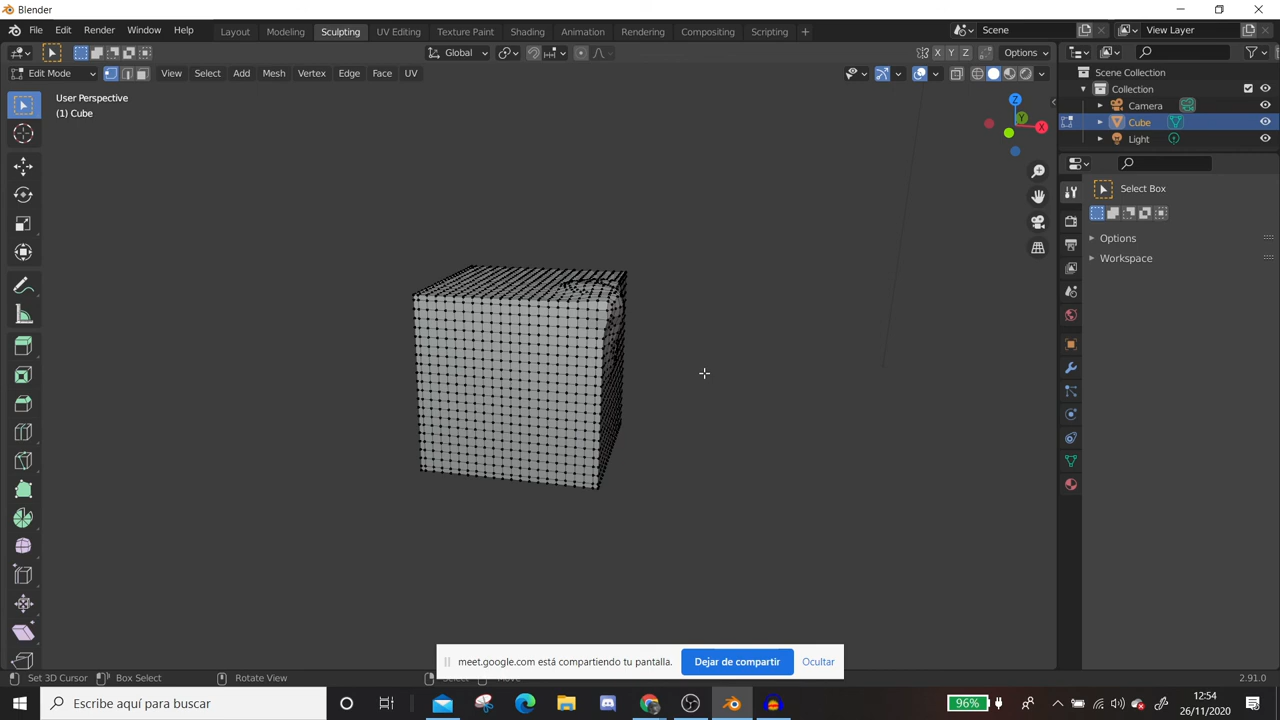 Blender
File Edit Render Window Help Layout Modeling Sculpting UV Editing Texture Paint Shading Animation Rendering Compositing Scripting + Scene View Layer
Global X Y Z Options
Edit Mode View Select Add Mesh Vertex Edge Face UV
Scene Collection
Collection
Camera
Cube
Light
User Perspective
(1) Cube
Z
Y
X
Select Box
Options
Workspace
meet.google.com está compartiendo tu pantalla. Dejar de compartir Ocultar
Set 3D Cursor Box Select Rotate View Select Move 2.91.0
Escribe aquí para buscar
96%
12:54
26/11/2020